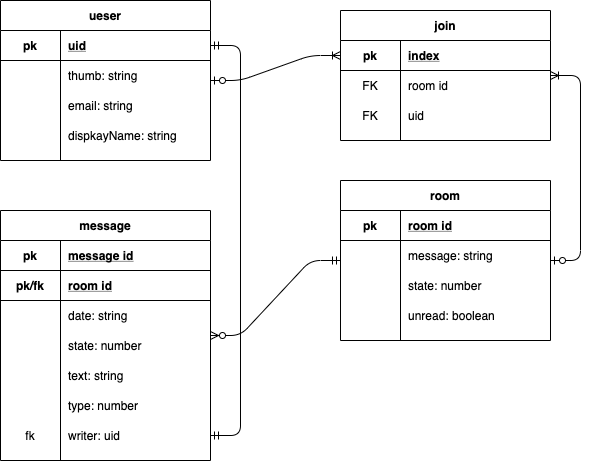 ueser
pk uid
thumb: string
email: string
dispkayName: string
join
pk index
FK room id
FK uid
message
pk message id
pk/fk room id
date: string
state: number
text: string
type: number
fk writer: uid
room
pk room id
message: string
state: number
unread: boolean